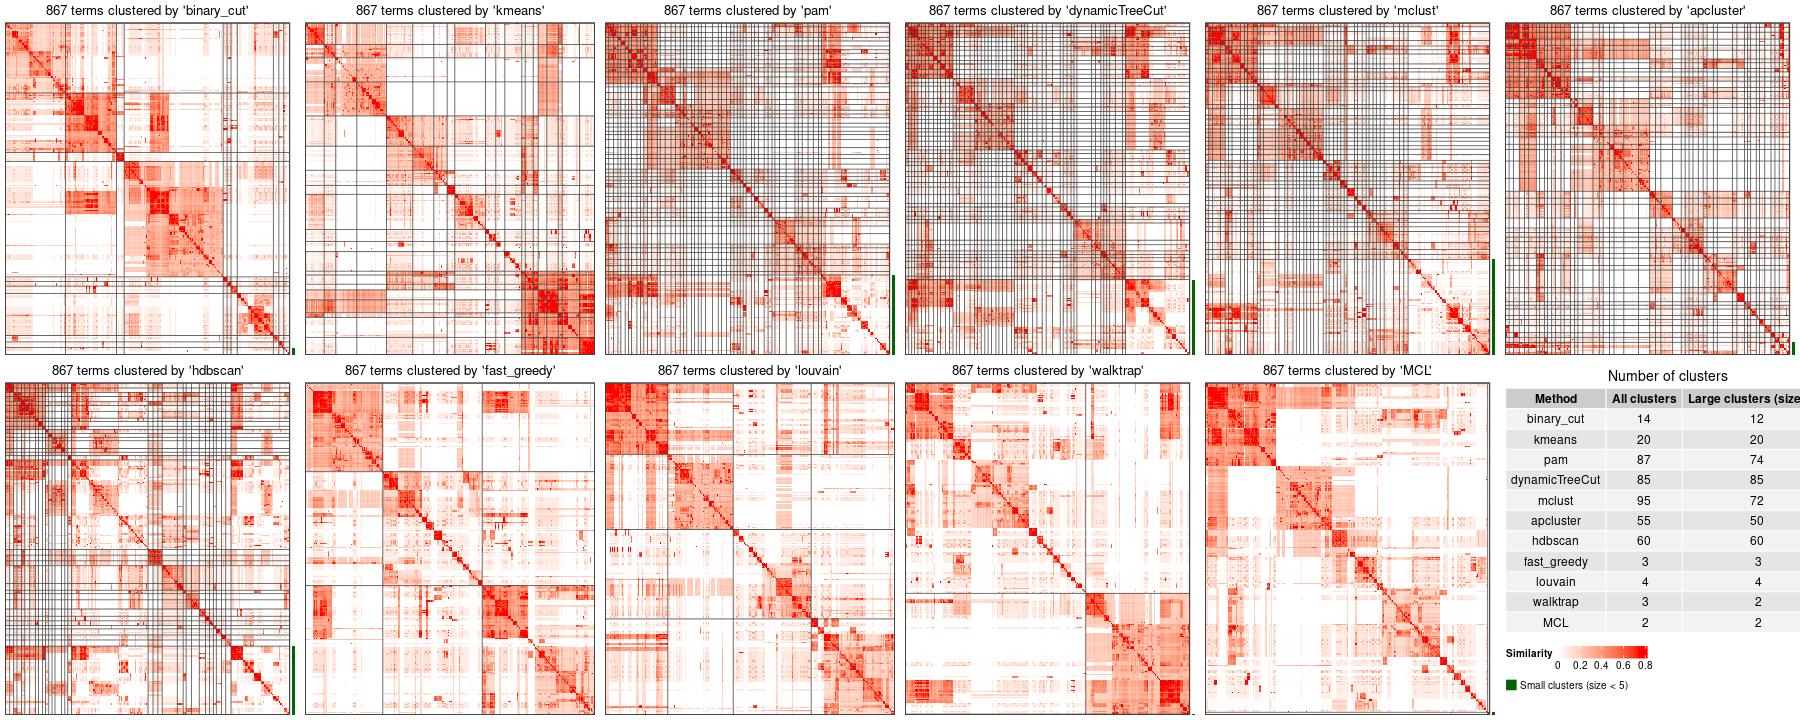 867 terms clustered by 'binary_cut'
867 terms clustered by 'kmeans'
867 terms clustered by 'pam'
867 terms clustered by 'dynamicTreeCut'
867 terms clustered by 'mclust'
867 terms clustered by 'apcluster'
867 terms clustered by 'hdbscan'
867 terms clustered by 'fast_greedy'
867 terms clustered by 'louvain'
867 terms clustered by 'walktrap'
867 terms clustered by 'MCL'
Number of clusters
Method All clusters Large clusters (size
binary_cut 14 12
kmeans 20 20
pam 87 74
dynamicTreeCut 85 85
mclust 95 72
apcluster 55 50
hdbscan 60 60
fast_greedy 3 3
louvain 4 4
walktrap 3 2
MCL 2 2
Similarity
0 0.2 0.4 0.6 0.8
Small clusters (size < 5)